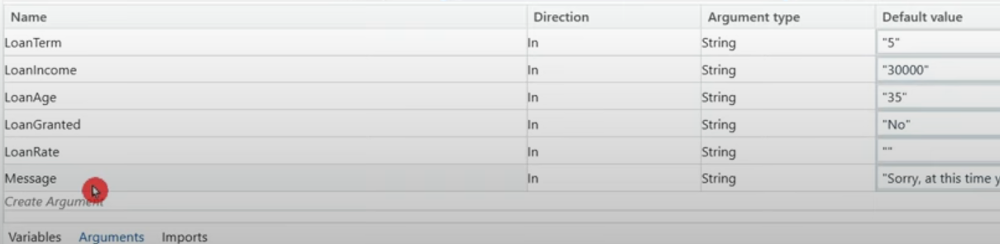 Name Direction Argument type Default value
LoanTerm In String "5"
LoanIncome In String "30000"
LoanAge In String "35"
LoanGranted In String "No"
LoanRate In String ""
Message In String "Sorry, at this time y
Create Argument
Variables Arguments Imports